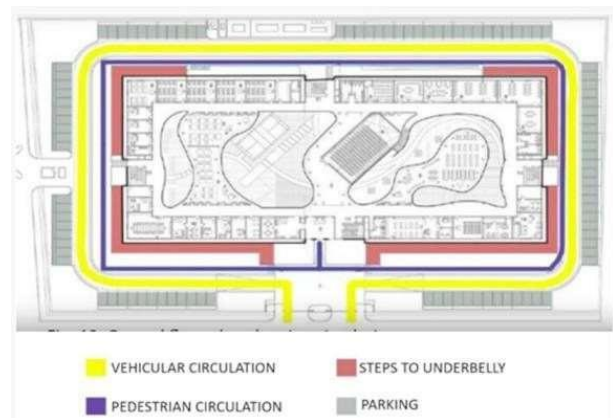 VEHICULAR CIRCULATION
STEPS TO UNDERBELLY
PEDESTRIAN CIRCULATION
PARKING